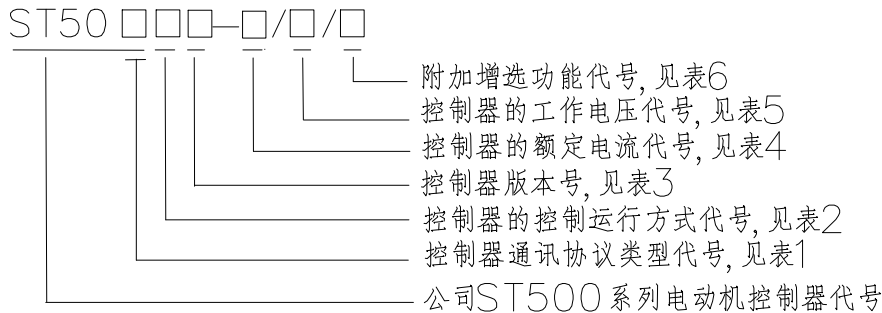 ST50□□□-□/□/□
附加增选功能代号,见表6
控制器的工作电压代号,见表5
控制器的额定电流代号,见表4
控制器版本号,见表3
控制器的控制运行方式代号,见表2
控制器通讯协议类型代号,见表1
公司ST500系列电动机控制器代号